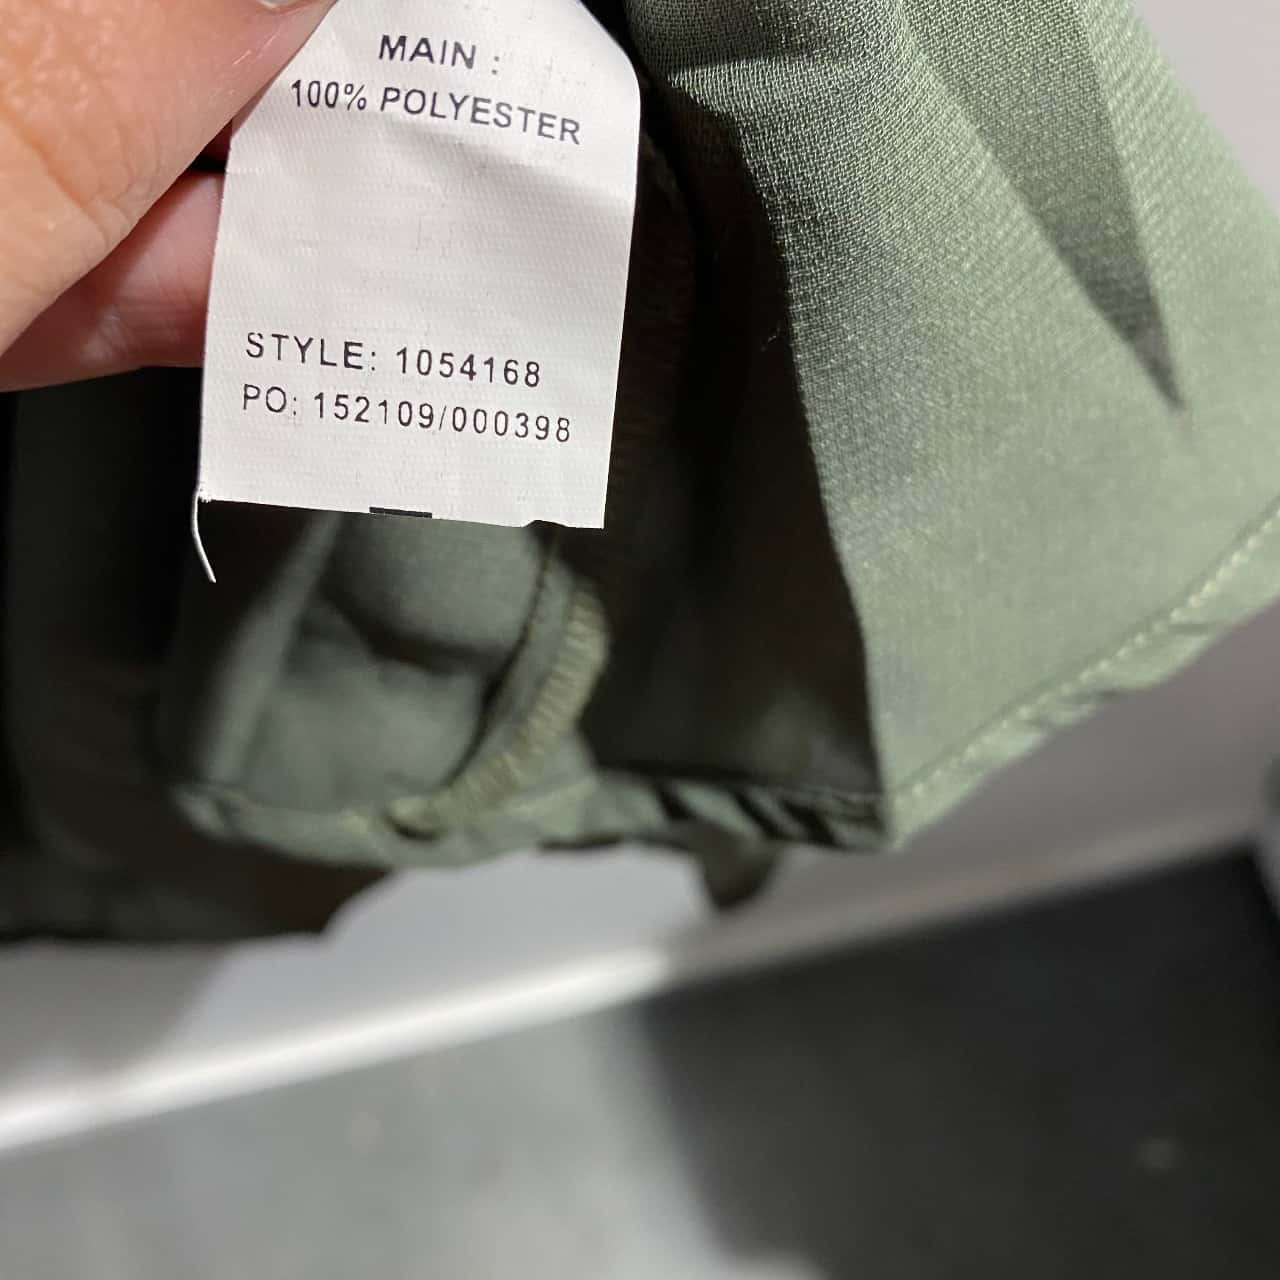 MAIN :
100% POLYESTER
STYLE: 1054168
PO: 152109/000398